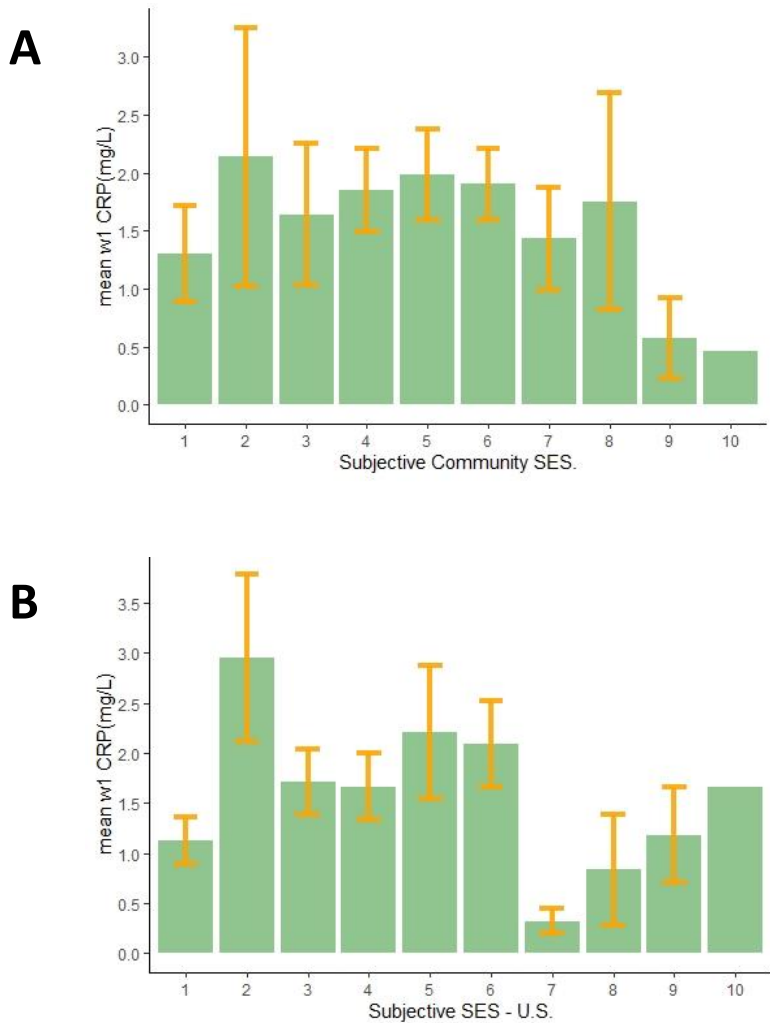 A
mean w1 CRP(mg/L)
3.0
2.5
2.0
1.5
1.0
0.5
0.0
1 2 3 4 5 6 7 8 9 10
Subjective Community SES.
B
mean w1 CRP(mg/L)
3.5
3.0
2.5
2.0
1.5
1.0
0.5
0.0
1 2 3 4 5 6 7 8 9 10
Subjective SES - U.S.